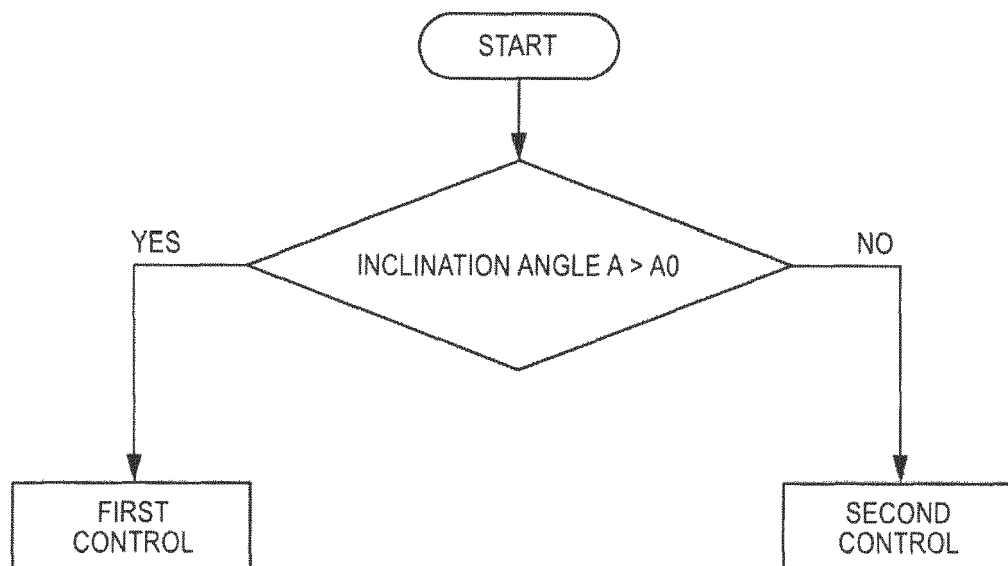 START
YES
INCLINATION ANGLE A > A0
NO
FIRST
CONTROL
SECOND
CONTROL